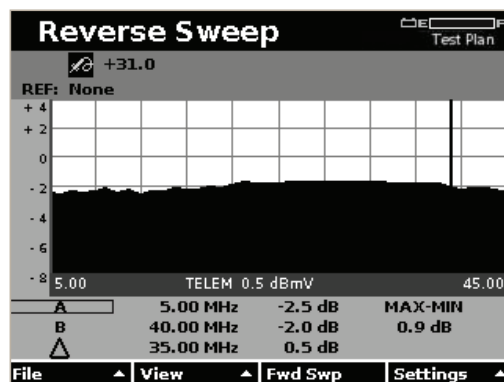 Reverse Sweep
E F
Test Plan
+31.0
REF: None
+ 4
+ 2
0
- 2
- 4
- 6
- 8
5.00 TELEM 0.5 dBmV 45.00
A 5.00 MHz -2.5 dB MAX-MIN
B 40.00 MHz -2.0 dB 0.9 dB
△ 35.00 MHz 0.5 dB
File View Fwd Swp Settings